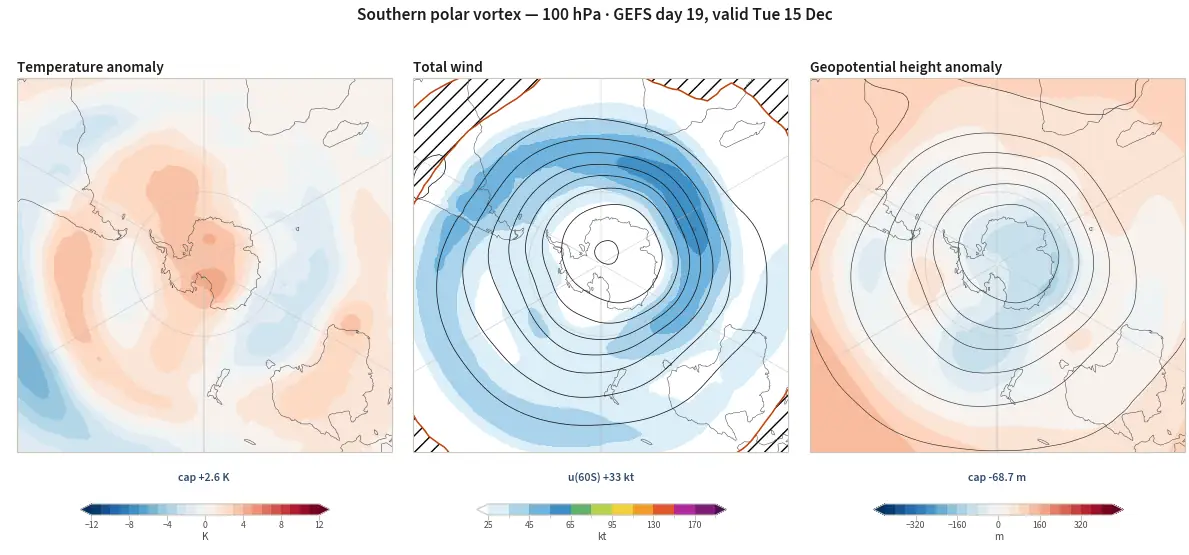 Southern polar vortex — 100 hPa · GEFS day 19, valid Tue 15 Dec
Temperature anomaly
Total wind
Geopotential height anomaly
cap +2.6 K
u(60S) +33 kt
cap -68.7 m
−12 −8 −4 0 4 8 12
K
25 45 65 95 130 170
kt
−320 −160 0 160 320
m